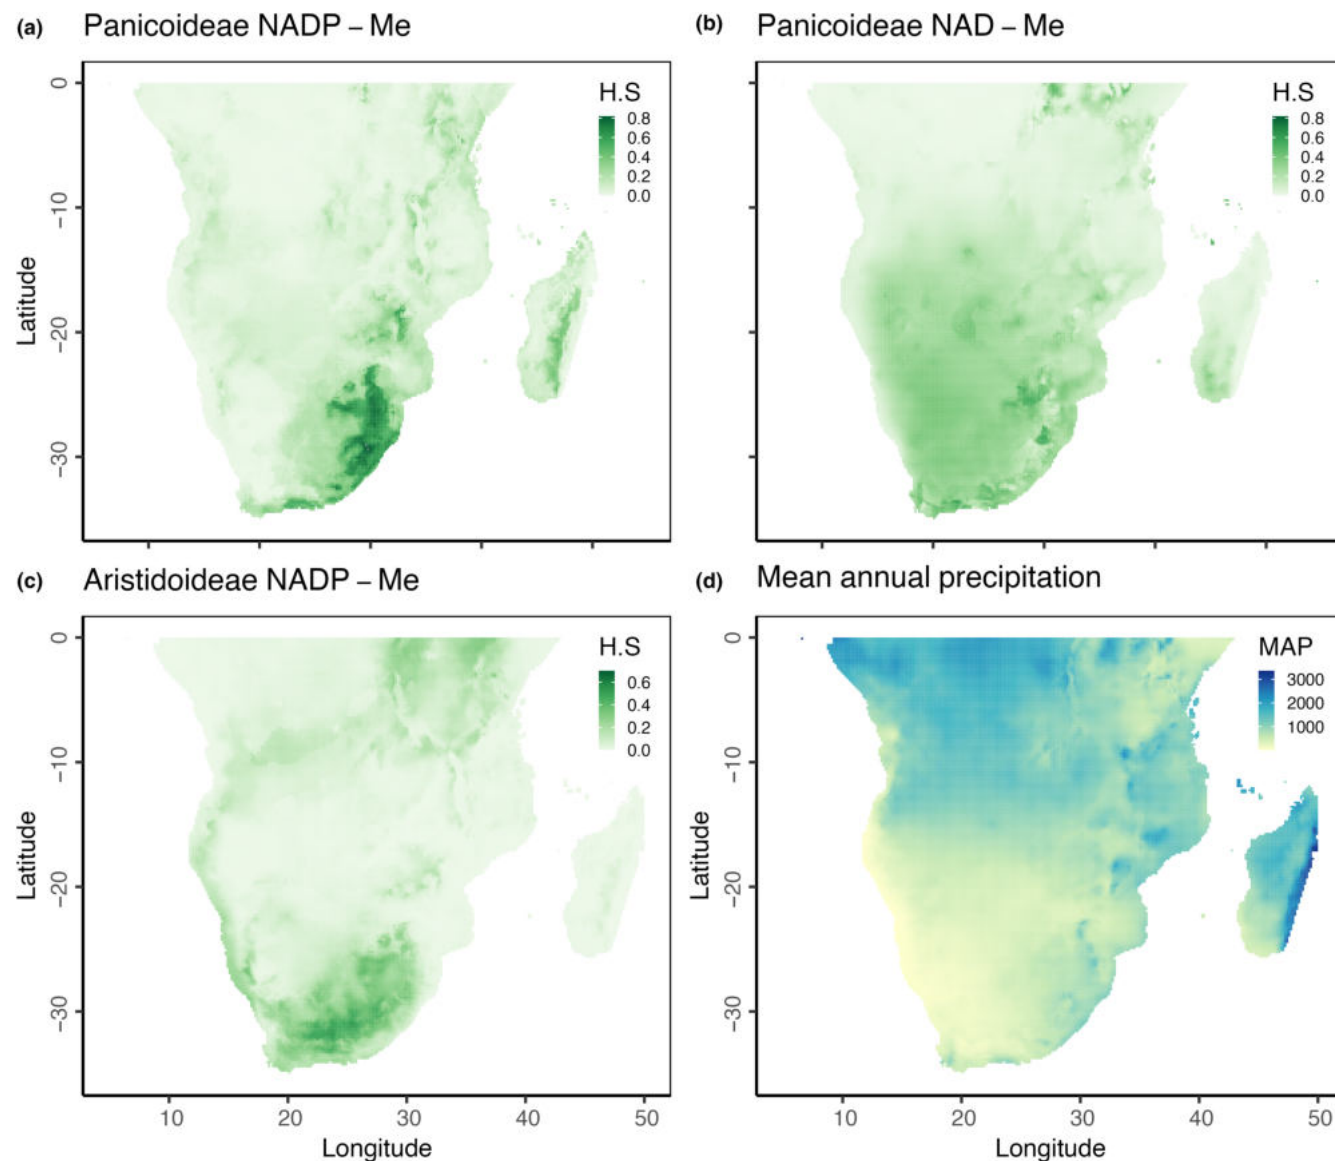 (a) Panicoideae NADP – Me
H.S
0.8
0.6
0.4
0.2
0.0
0
−10
−20
−30
Latitude
(b) Panicoideae NAD – Me
H.S
0.8
0.6
0.4
0.2
0.0
(c) Aristidoideae NADP – Me
H.S
0.6
0.4
0.2
0.0
0
−10
−20
−30
Latitude
10 20 30 40 50
Longitude
(d) Mean annual precipitation
MAP
3000
2000
1000
0
−10
−20
−30
Latitude
10 20 30 40 50
Longitude